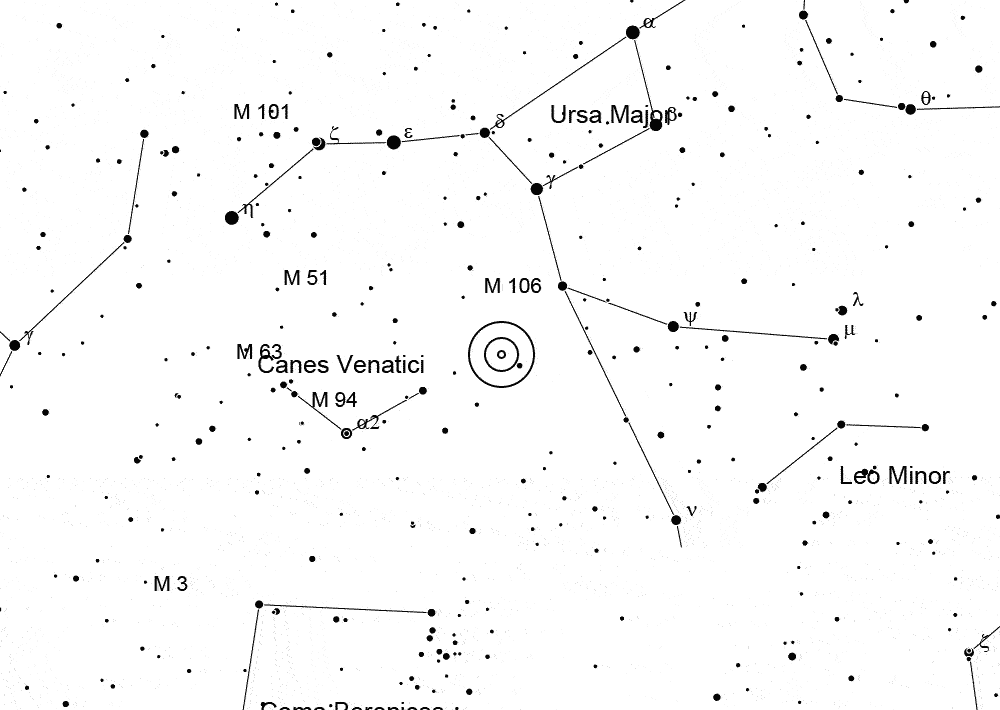 α
θ
M 101
Ursa Major
β
ζ
ε
δ
γ
η
M 51
M 106
λ
ψ
μ
γ
M 63
Canes Venatici
M 94
α2
Leo Minor
ν
M 3
ζ
Coma Berenices